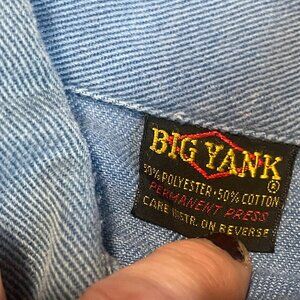 BIG YANK
®
50% POLYESTER • 50% COTTON
PERMANENT PRESS
CARE INSTR. ON REVERSE